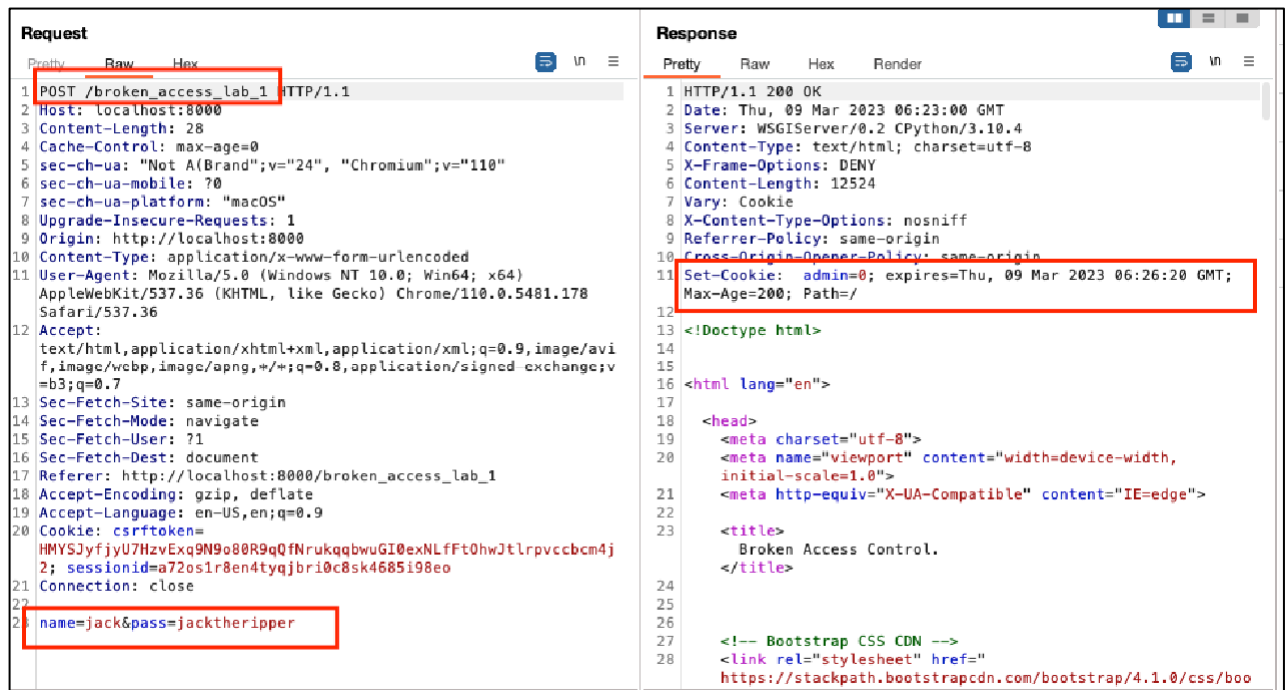 Request
Pretty Raw Hex \n
1 POST /broken_access_lab_1 HTTP/1.1
2 Host: localhost:8000
3 Content-Length: 28
4 Cache-Control: max-age=0
5 sec-ch-ua: "Not A(Brand";v="24", "Chromium";v="110"
6 sec-ch-ua-mobile: ?0
7 sec-ch-ua-platform: "macOS"
8 Upgrade-Insecure-Requests: 1
9 Origin: http://localhost:8000
10 Content-Type: application/x-www-form-urlencoded
11 User-Agent: Mozilla/5.0 (Windows NT 10.0; Win64; x64)
AppleWebKit/537.36 (KHTML, like Gecko) Chrome/110.0.5481.178
Safari/537.36
12 Accept:
text/html,application/xhtml+xml,application/xml;q=0.9,image/avi
f,image/webp,image/apng,*/*;q=0.8,application/signed-exchange;v
=b3;q=0.7
13 Sec-Fetch-Site: same-origin
14 Sec-Fetch-Mode: navigate
15 Sec-Fetch-User: ?1
16 Sec-Fetch-Dest: document
17 Referer: http://localhost:8000/broken_access_lab_1
18 Accept-Encoding: gzip, deflate
19 Accept-Language: en-US,en;q=0.9
20 Cookie: csrftoken=
HMYSJyfjyU7HzvExq9N9o80R9qQfNrukqqbwuGI0exNLfFtOhwJtlrpvccbcm4j
2; sessionid=a72os1r8en4tyqjbri0c8sk4685i98eo
21 Connection: close
22
23 name=jack&pass=jacktheripper
Response
Pretty Raw Hex Render \n
1 HTTP/1.1 200 OK
2 Date: Thu, 09 Mar 2023 06:23:00 GMT
3 Server: WSGIServer/0.2 CPython/3.10.4
4 Content-Type: text/html; charset=utf-8
5 X-Frame-Options: DENY
6 Content-Length: 12524
7 Vary: Cookie
8 X-Content-Type-Options: nosniff
9 Referrer-Policy: same-origin
10 Cross-Origin-Opener-Policy: same-origin
11 Set-Cookie:  admin=0; expires=Thu, 09 Mar 2023 06:26:20 GMT;
Max-Age=200; Path=/
12
13 <!Doctype html>
14
15
16 <html lang="en">
17
18 <head>
19 <meta charset="utf-8">
20 <meta name="viewport" content="width=device-width,
initial-scale=1.0">
21 <meta http-equiv="X-UA-Compatible" content="IE=edge">
22
23 <title>
Broken Access Control.
</title>
24
25
26
27 <!-- Bootstrap CSS CDN -->
28 <link rel="stylesheet" href="
https://stackpath.bootstrapcdn.com/bootstrap/4.1.0/css/boo